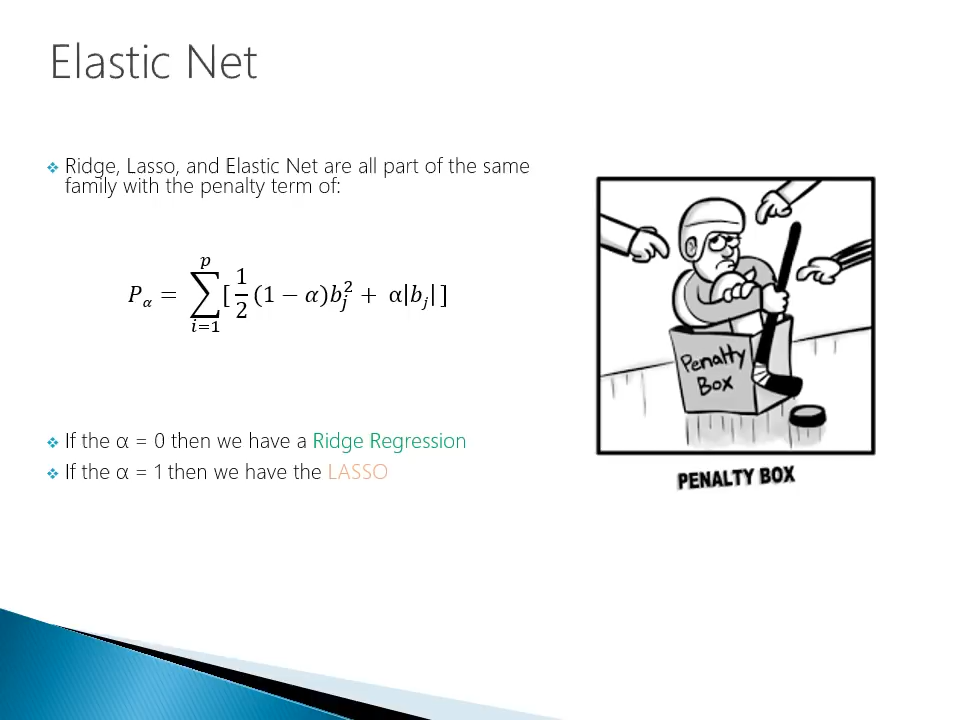 Elastic Net
❖ Ridge, Lasso, and Elastic Net are all part of the same
family with the penalty term of:
P_α = ∑_{i=1}^{p} [ \frac{1}{2} (1 − α)b_j^2 + α|b_j| ]
❖ If the α = 0 then we have a Ridge Regression
❖ If the α = 1 then we have the LASSO
Penalty
Box
PENALTY BOX